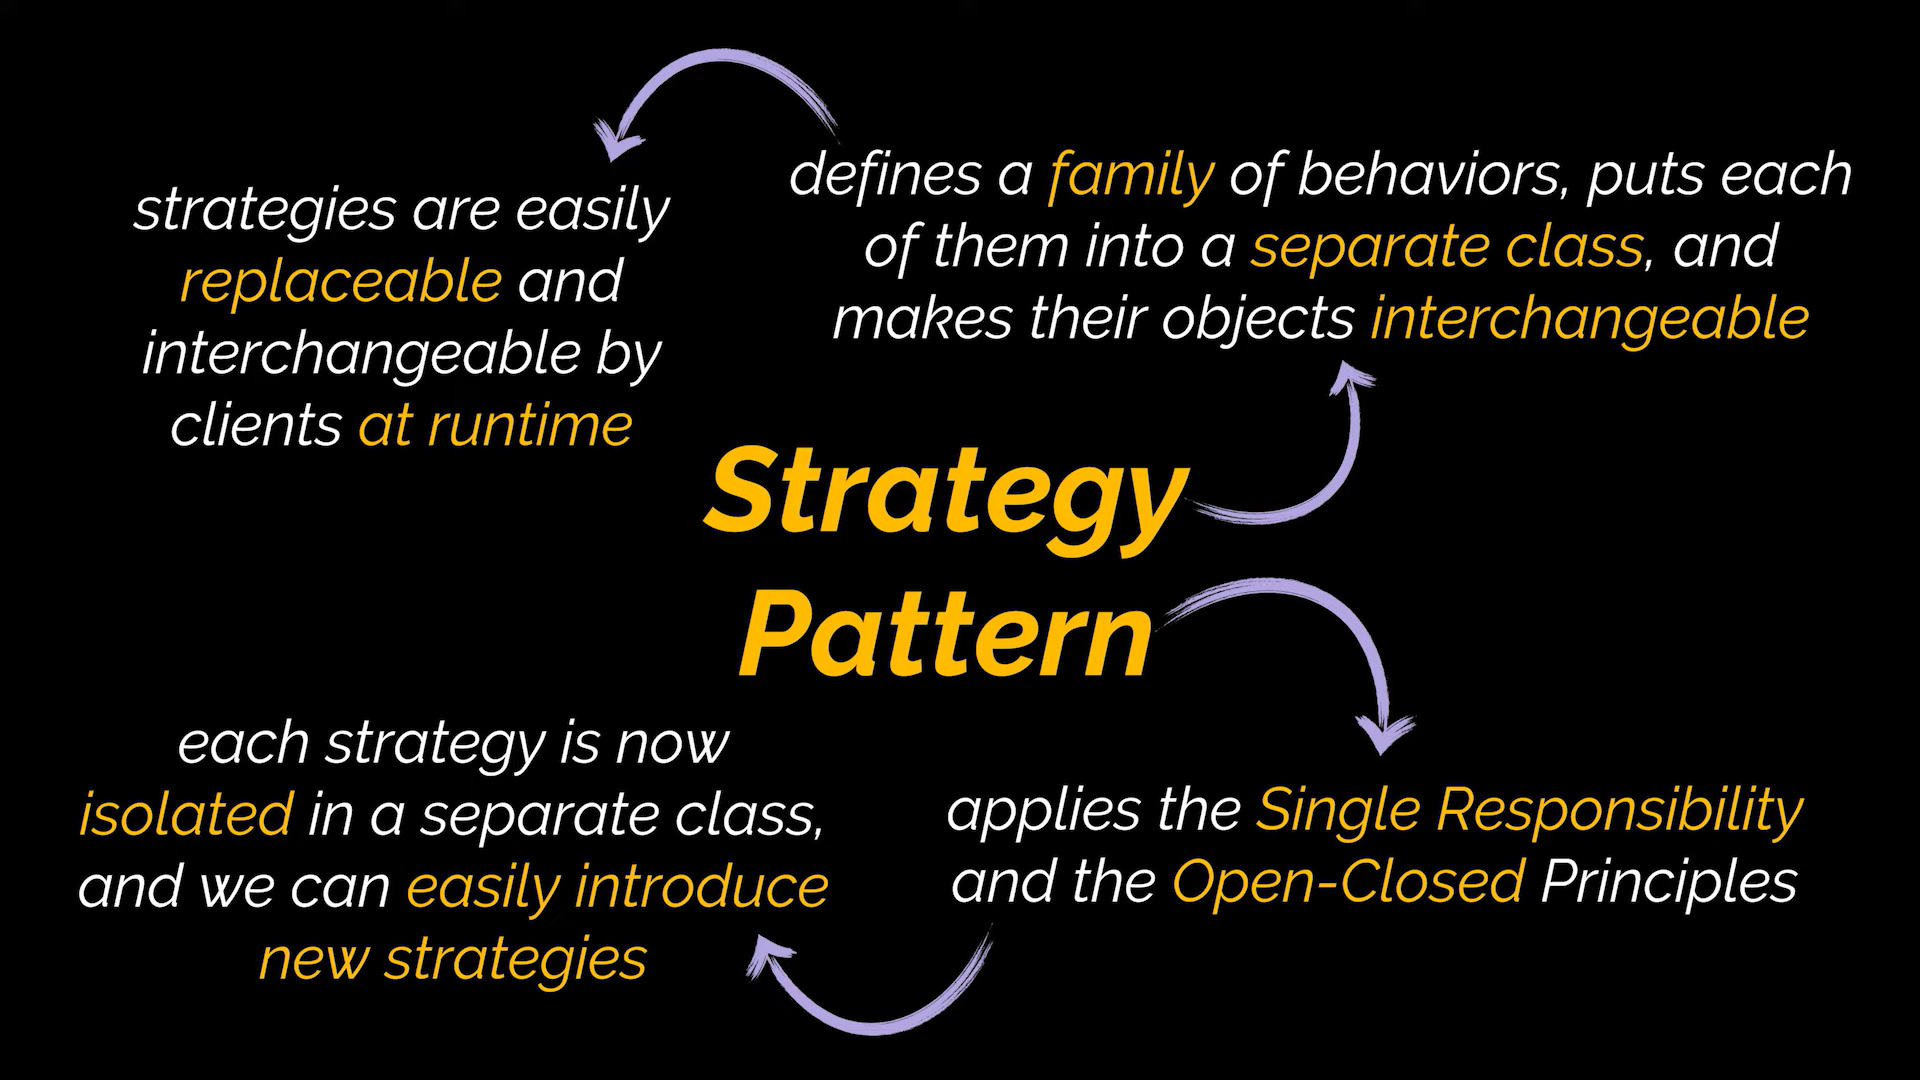 defines a family of behaviors, puts each
of them into a separate class, and
makes their objects interchangeable
strategies are easily
replaceable and
interchangeable by
clients at runtime
Strategy
Pattern
applies the Single Responsibility
and the Open-Closed Principles
each strategy is now
isolated in a separate class,
and we can easily introduce
new strategies